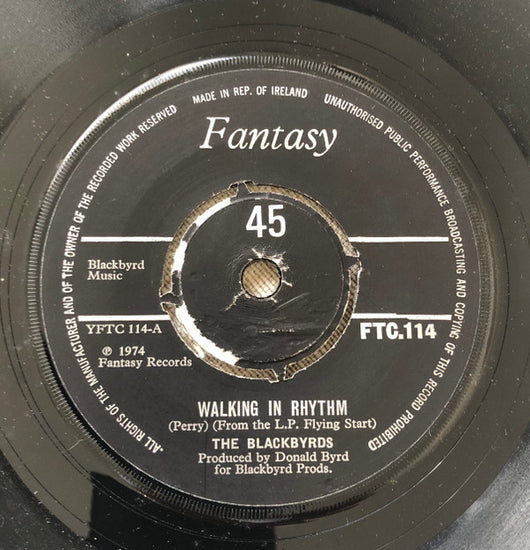 ALL RIGHTS OF THE MANUFACTURER AND OF THE OWNER OF THE RECORDED WORK RESERVED
MADE IN REP. OF IRELAND
UNAUTHORISED PUBLIC PERFORMANCE BROADCASTING AND COPYING OF THIS RECORD PROHIBITED
Fantasy
45
Blackbyrd
Music
YFTC 114-A
FTC.114
℗ 1974
Fantasy Records
WALKING IN RHYTHM
(Perry) (From the L.P. Flying Start)
THE BLACKBYRDS
Produced by Donald Byrd
for Blackbyrd Prods.